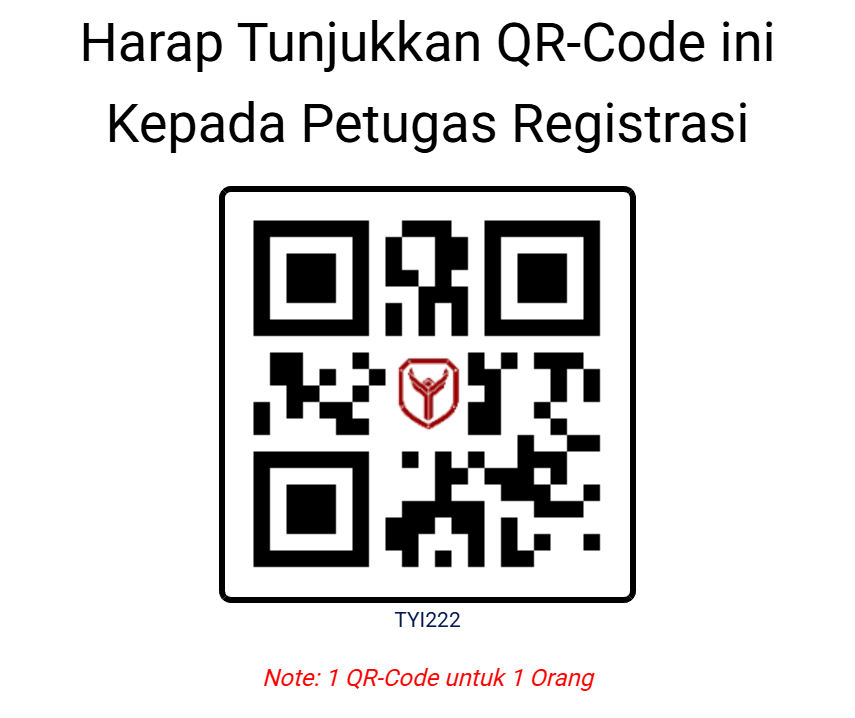 Harap Tunjukkan QR-Code ini
Kepada Petugas Registrasi
TYI222
Note: 1 QR-Code untuk 1 Orang